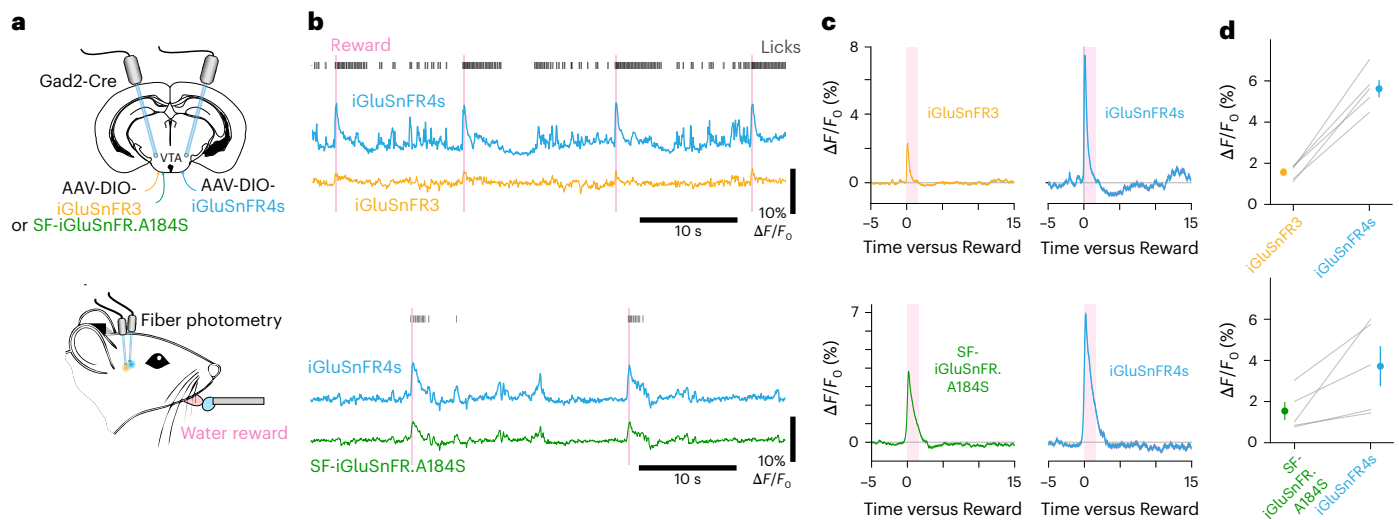 a
Gad2-Cre
VTA
AAV-DIO-
iGluSnFR3
or SF-iGluSnFR.A184S
AAV-DIO-
iGluSnFR4s
Fiber photometry
Water reward
b
Reward
Licks
iGluSnFR4s
iGluSnFR3
10 s
10%
ΔF/F0
iGluSnFR4s
SF-iGluSnFR.A184S
10 s
10%
ΔF/F0
c
8
4
0
ΔF/F0 (%)
iGluSnFR3
−5 0 15
Time versus Reward
iGluSnFR4s
−5 0 15
Time versus Reward
7
0
ΔF/F0 (%)
SF-
iGluSnFR.
A184S
−5 0 15
Time versus Reward
iGluSnFR4s
−5 0 15
Time versus Reward
d
6
4
2
0
ΔF/F0 (%)
iGluSnFR3
iGluSnFR4s
6
4
2
0
ΔF/F0 (%)
SF-
iGluSnFR.
A184S
iGluSnFR4s